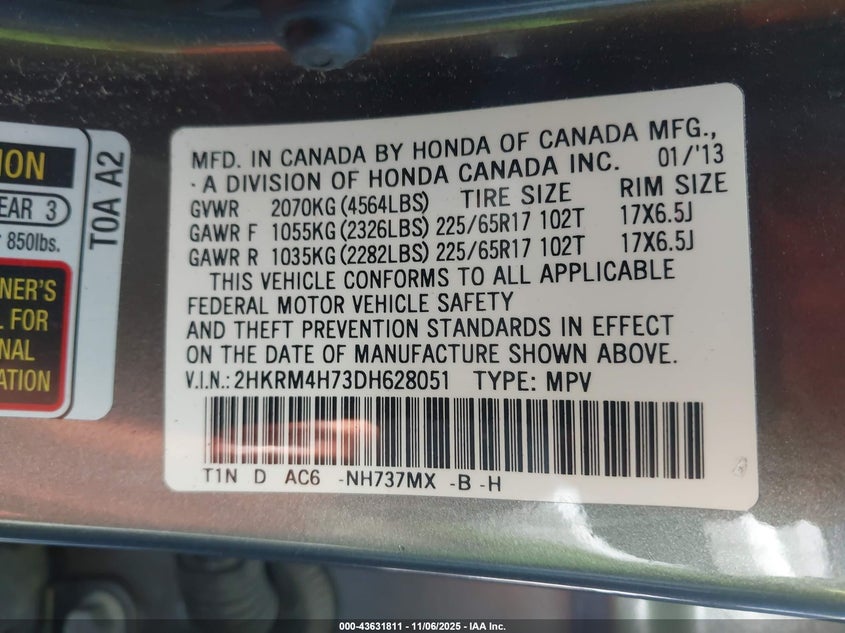 ION
EAR 3
850lbs.
NER'S
L FOR
NAL
ATION
TOA A2
MFD. IN CANADA BY HONDA OF CANADA MFG.,
A DIVISION OF HONDA CANADA INC. 01/'13
GVWR 2070KG (4564LBS) TIRE SIZE RIM SIZE
GAWR F 1055KG (2326LBS) 225/65R17 102T 17X6.5J
GAWR R 1035KG (2282LBS) 225/65R17 102T 17X6.5J
THIS VEHICLE CONFORMS TO ALL APPLICABLE
FEDERAL MOTOR VEHICLE SAFETY
AND THEFT PREVENTION STANDARDS IN EFFECT
ON THE DATE OF MANUFACTURE SHOWN ABOVE.
V.I.N.: 2HKRM4H73DH628051 TYPE: MPV
T1N D AC6 -NH737MX -B -H
000-43631811 - 11/06/2025 - IAA Inc.